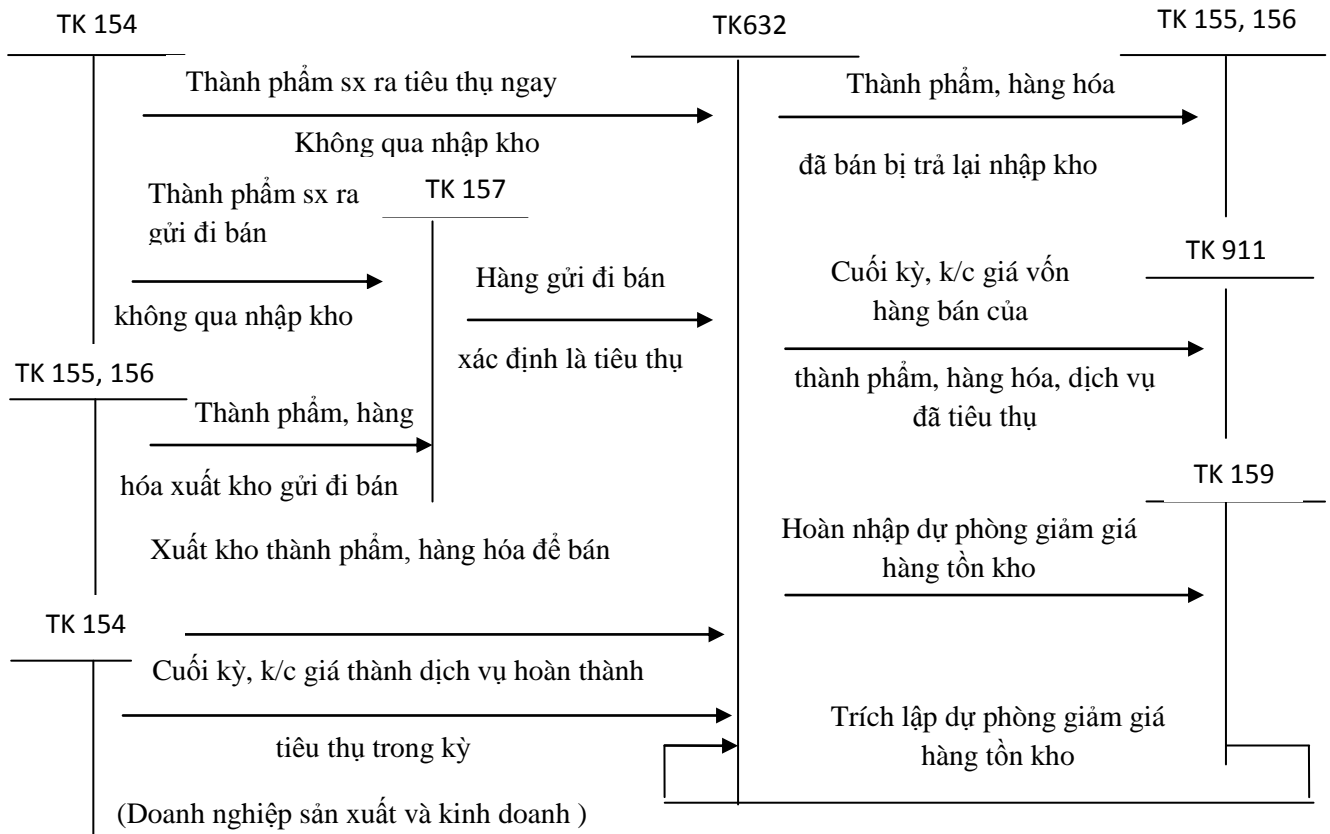 TK 154
TK632
TK 155, 156
Thành phẩm sx ra tiêu thụ ngay
Không qua nhập kho
Thành phẩm, hàng hóa
đã bán bị trả lại nhập kho
Thành phẩm sx ra
gửi đi bán
không qua nhập kho
TK 157
Hàng gửi đi bán
xác định là tiêu thụ
TK 911
Cuối kỳ, k/c giá vốn
hàng bán của
thành phẩm, hàng hóa, dịch vụ
đã tiêu thụ
TK 155, 156
Thành phẩm, hàng
hóa xuất kho gửi đi bán
Xuất kho thành phẩm, hàng hóa để bán
TK 159
Hoàn nhập dự phòng giảm giá
hàng tồn kho
TK 154
Cuối kỳ, k/c giá thành dịch vụ hoàn thành
tiêu thụ trong kỳ
Trích lập dự phòng giảm giá
hàng tồn kho
(Doanh nghiệp sản xuất và kinh doanh )